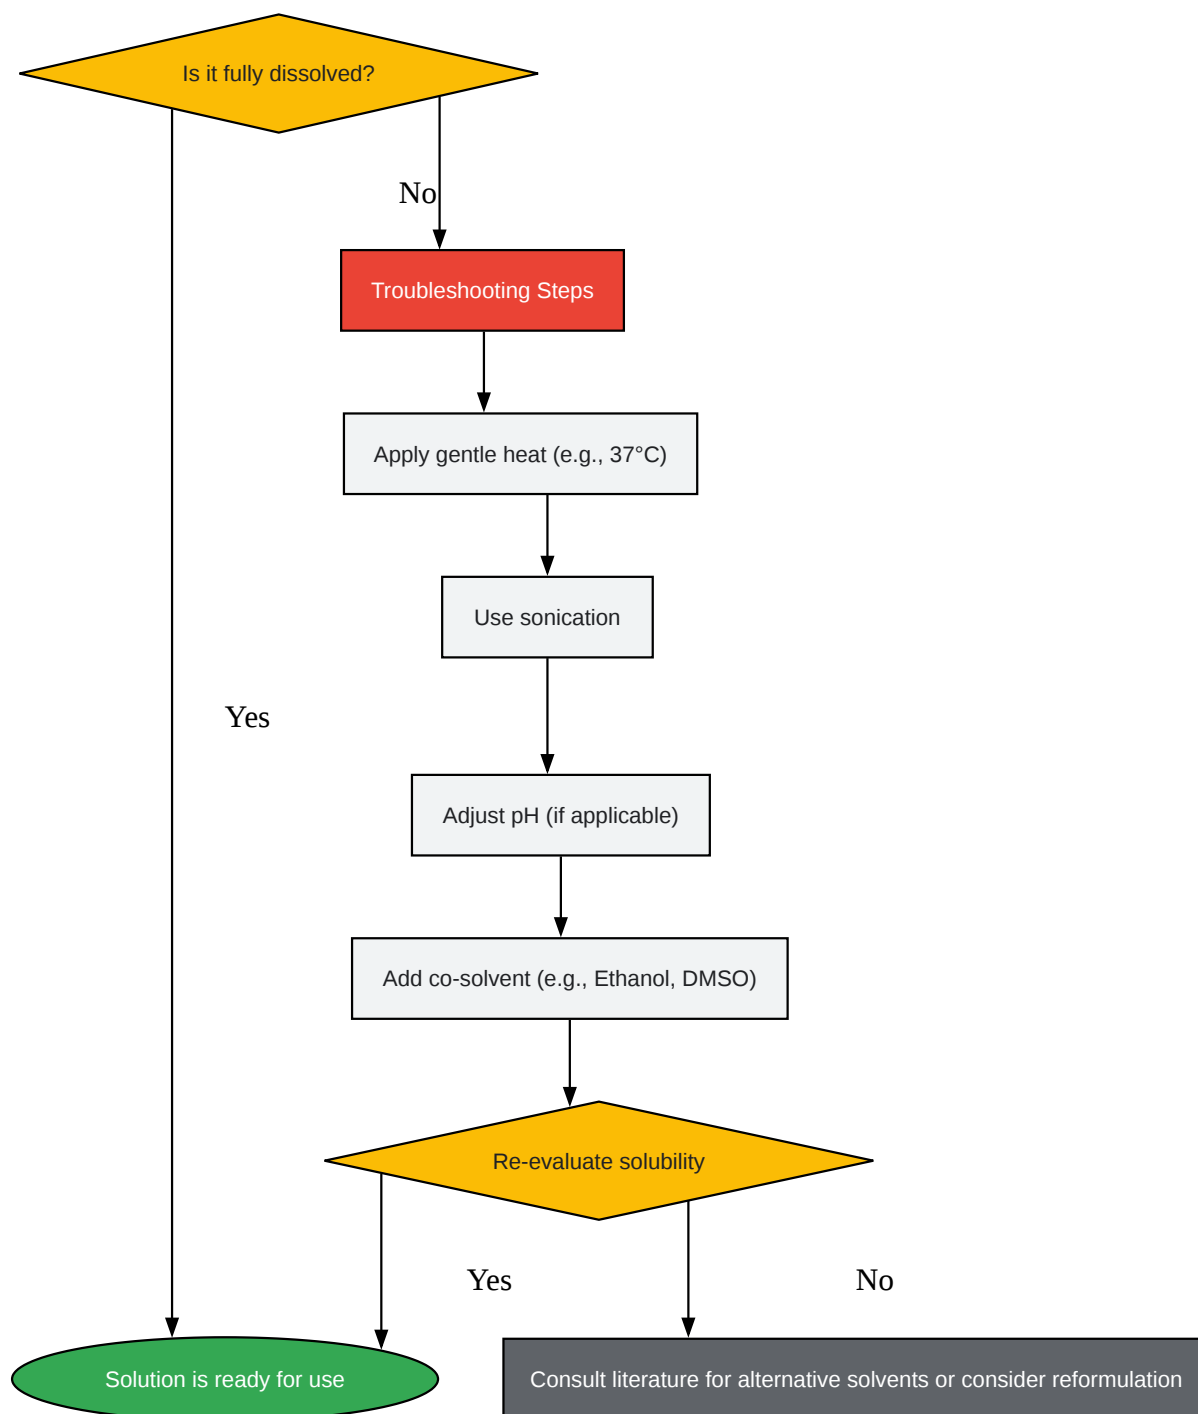 Is it fully dissolved?
No
Troubleshooting Steps
Apply gentle heat (e.g., 37°C)
Use sonication
Yes
Adjust pH (if applicable)
Add co-solvent (e.g., Ethanol, DMSO)
Re-evaluate solubility
Yes
No
Solution is ready for use
Consult literature for alternative solvents or consider reformulation